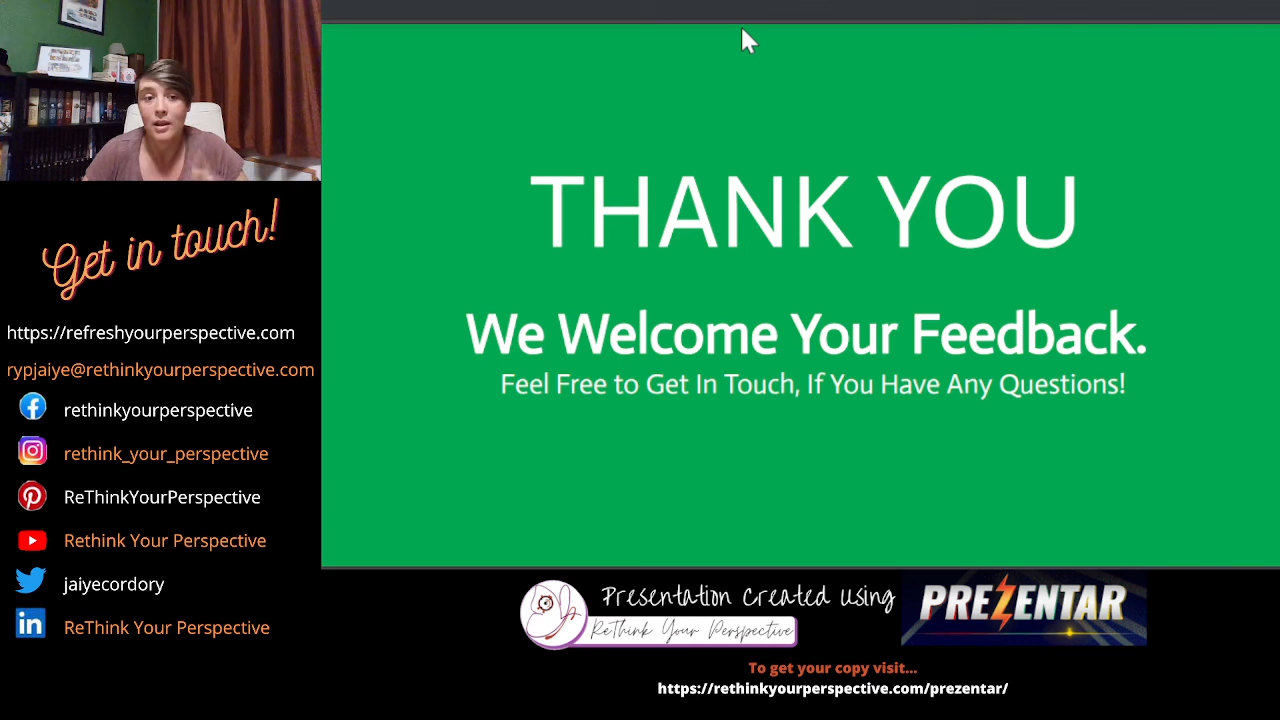 Get in touch!
https://refreshyourperspective.com
rypjaiye@rethinkyourperspective.com
rethinkyourperspective
rethink_your_perspective
ReThinkYourPerspective
Rethink Your Perspective
jaiyecordory
in
ReThink Your Perspective
THANK YOU
We Welcome Your Feedback.
Feel Free to Get In Touch, If You Have Any Questions!
Presentation Created Using
ReThink Your Perspective
PREZENTAR
To get your copy visit...
https://rethinkyourperspective.com/prezentar/